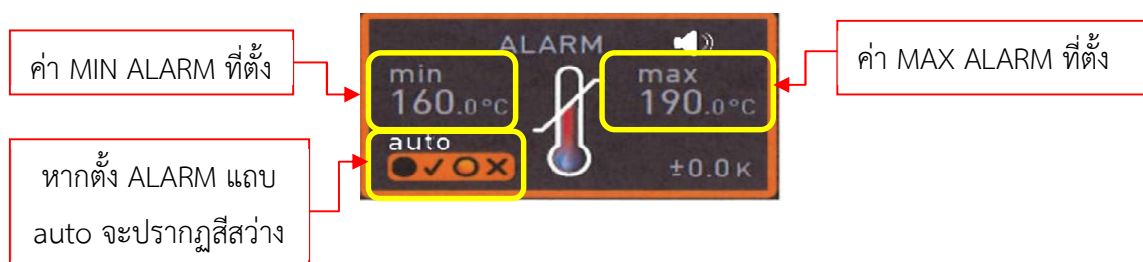 ค่า MIN ALARM ที่ตั้ง
หากตั้ง ALARM แถบ
auto จะปรากฏสีสว่าง
ALARM
min
160.0°C
auto
max
190.0°C
±0.0K
ค่า MAX ALARM ที่ตั้ง